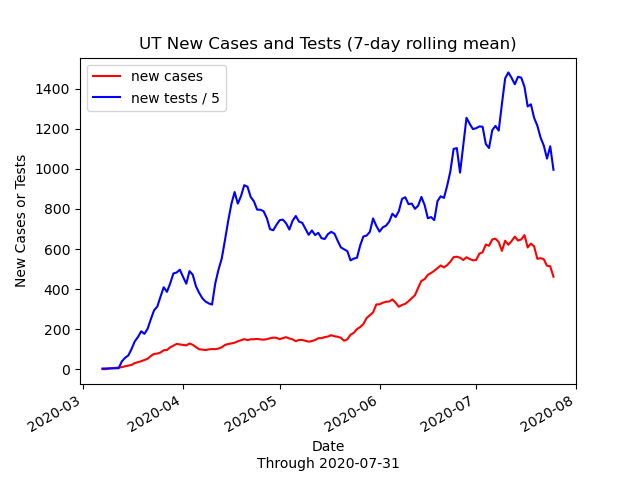 UT New Cases and Tests (7-day rolling mean)
new cases
new tests / 5
New Cases or Tests
1400
1200
1000
800
600
400
200
0
2020-03
2020-04
2020-05
2020-06
2020-07
2020-08
Date
Through 2020-07-31